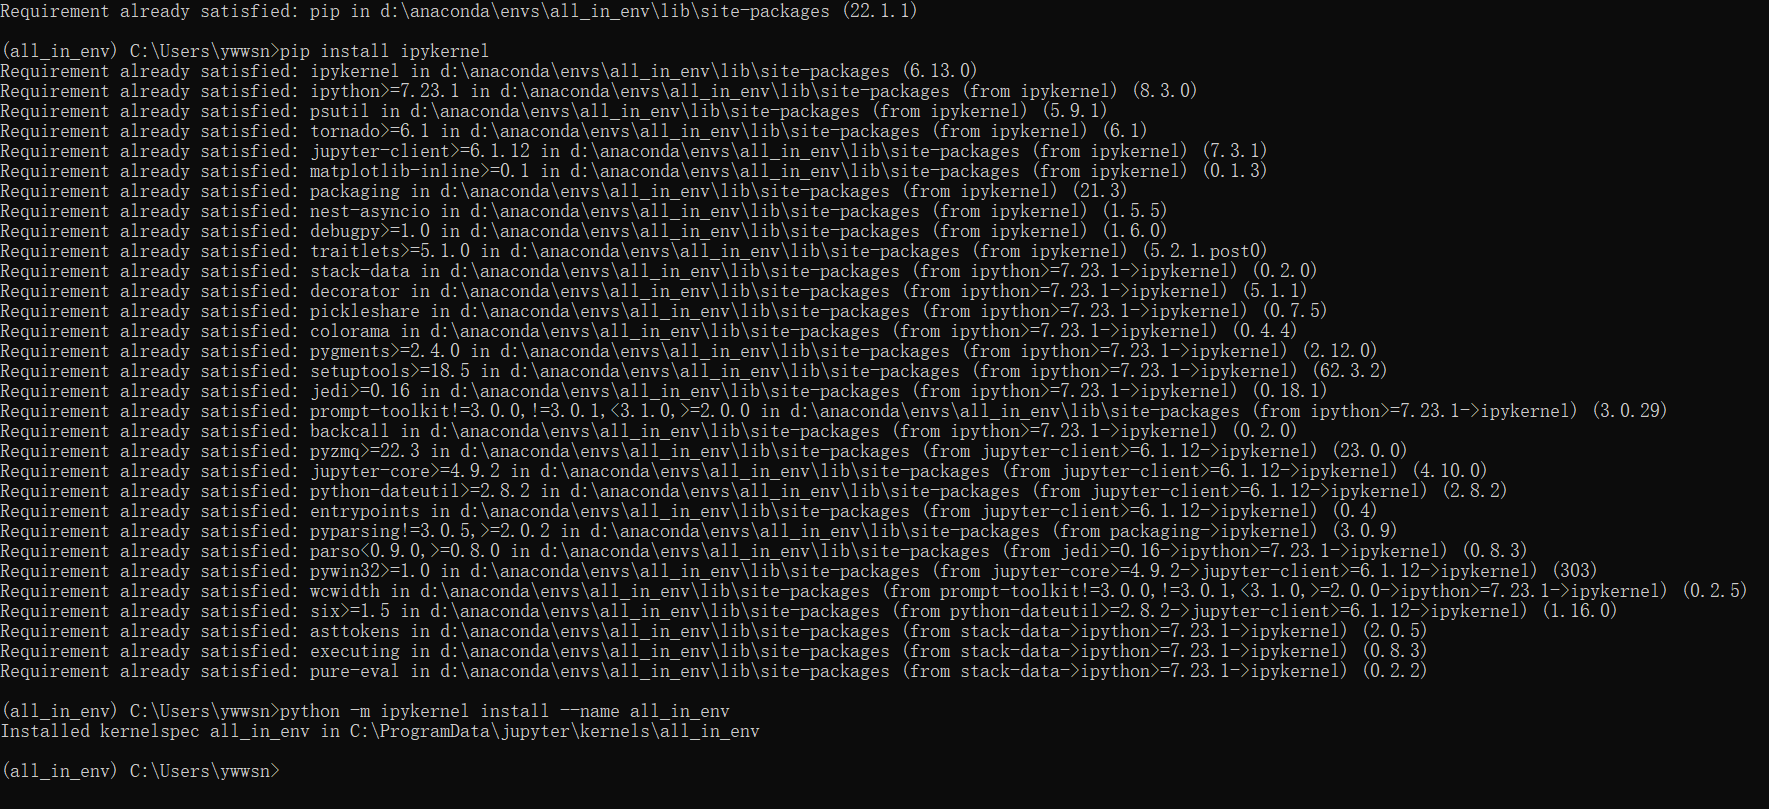 Requirement already satisfied: pip in d:\anaconda\envs\all_in_env\lib\site-packages (22.1.1)
(all_in_env) C:\Users\ywwsn>pip install ipykernel
Requirement already satisfied: ipykernel in d:\anaconda\envs\all_in_env\lib\site-packages (6.13.0)
Requirement already satisfied: ipython>=7.23.1 in d:\anaconda\envs\all_in_env\lib\site-packages (from ipykernel) (8.3.0)
Requirement already satisfied: psutil in d:\anaconda\envs\all_in_env\lib\site-packages (from ipykernel) (5.9.1)
Requirement already satisfied: tornado>=6.1 in d:\anaconda\envs\all_in_env\lib\site-packages (from ipykernel) (6.1)
Requirement already satisfied: jupyter-client>=6.1.12 in d:\anaconda\envs\all_in_env\lib\site-packages (from ipykernel) (7.3.1)
Requirement already satisfied: matplotlib-inline>=0.1 in d:\anaconda\envs\all_in_env\lib\site-packages (from ipykernel) (0.1.3)
Requirement already satisfied: packaging in d:\anaconda\envs\all_in_env\lib\site-packages (from ipykernel) (21.3)
Requirement already satisfied: nest-asyncio in d:\anaconda\envs\all_in_env\lib\site-packages (from ipykernel) (1.5.5)
Requirement already satisfied: debugpy>=1.0 in d:\anaconda\envs\all_in_env\lib\site-packages (from ipykernel) (1.6.0)
Requirement already satisfied: traitlets>=5.1.0 in d:\anaconda\envs\all_in_env\lib\site-packages (from ipykernel) (5.2.1.post0)
Requirement already satisfied: stack-data in d:\anaconda\envs\all_in_env\lib\site-packages (from ipython>=7.23.1->ipykernel) (0.2.0)
Requirement already satisfied: decorator in d:\anaconda\envs\all_in_env\lib\site-packages (from ipython>=7.23.1->ipykernel) (5.1.1)
Requirement already satisfied: pickleshare in d:\anaconda\envs\all_in_env\lib\site-packages (from ipython>=7.23.1->ipykernel) (0.7.5)
Requirement already satisfied: colorama in d:\anaconda\envs\all_in_env\lib\site-packages (from ipython>=7.23.1->ipykernel) (0.4.4)
Requirement already satisfied: pygments>=2.4.0 in d:\anaconda\envs\all_in_env\lib\site-packages (from ipython>=7.23.1->ipykernel) (2.12.0)
Requirement already satisfied: setuptools>=18.5 in d:\anaconda\envs\all_in_env\lib\site-packages (from ipython>=7.23.1->ipykernel) (62.3.2)
Requirement already satisfied: jedi>=0.16 in d:\anaconda\envs\all_in_env\lib\site-packages (from ipython>=7.23.1->ipykernel) (0.18.1)
Requirement already satisfied: prompt-toolkit!=3.0.0,!=3.0.1,<3.1.0,>=2.0.0 in d:\anaconda\envs\all_in_env\lib\site-packages (from ipython>=7.23.1->ipykernel) (3.0.29)
Requirement already satisfied: backcall in d:\anaconda\envs\all_in_env\lib\site-packages (from ipython>=7.23.1->ipykernel) (0.2.0)
Requirement already satisfied: pyzmq>=22.3 in d:\anaconda\envs\all_in_env\lib\site-packages (from jupyter-client>=6.1.12->ipykernel) (23.0.0)
Requirement already satisfied: jupyter-core>=4.9.2 in d:\anaconda\envs\all_in_env\lib\site-packages (from jupyter-client>=6.1.12->ipykernel) (4.10.0)
Requirement already satisfied: python-dateutil>=2.8.2 in d:\anaconda\envs\all_in_env\lib\site-packages (from jupyter-client>=6.1.12->ipykernel) (2.8.2)
Requirement already satisfied: entrypoints in d:\anaconda\envs\all_in_env\lib\site-packages (from jupyter-client>=6.1.12->ipykernel) (0.4)
Requirement already satisfied: pyparsing!=3.0.5,>=2.0.2 in d:\anaconda\envs\all_in_env\lib\site-packages (from packaging->ipykernel) (3.0.9)
Requirement already satisfied: parso<0.9.0,>=0.8.0 in d:\anaconda\envs\all_in_env\lib\site-packages (from jedi>=0.16->ipython>=7.23.1->ipykernel) (0.8.3)
Requirement already satisfied: pywin32>=1.0 in d:\anaconda\envs\all_in_env\lib\site-packages (from jupyter-core>=4.9.2->jupyter-client>=6.1.12->ipykernel) (303)
Requirement already satisfied: wcwidth in d:\anaconda\envs\all_in_env\lib\site-packages (from prompt-toolkit!=3.0.0,!=3.0.1,<3.1.0,>=2.0.0->ipython>=7.23.1->ipykernel) (0.2.5)
Requirement already satisfied: six>=1.5 in d:\anaconda\envs\all_in_env\lib\site-packages (from python-dateutil>=2.8.2->jupyter-client>=6.1.12->ipykernel) (1.16.0)
Requirement already satisfied: asttokens in d:\anaconda\envs\all_in_env\lib\site-packages (from stack-data->ipython>=7.23.1->ipykernel) (2.0.5)
Requirement already satisfied: executing in d:\anaconda\envs\all_in_env\lib\site-packages (from stack-data->ipython>=7.23.1->ipykernel) (0.8.3)
Requirement already satisfied: pure-eval in d:\anaconda\envs\all_in_env\lib\site-packages (from stack-data->ipython>=7.23.1->ipykernel) (0.2.2)
(all_in_env) C:\Users\ywwsn>python -m ipykernel install --name all_in_env
Installed kernelspec all_in_env in C:\ProgramData\jupyter\kernels\all_in_env
(all_in_env) C:\Users\ywwsn>